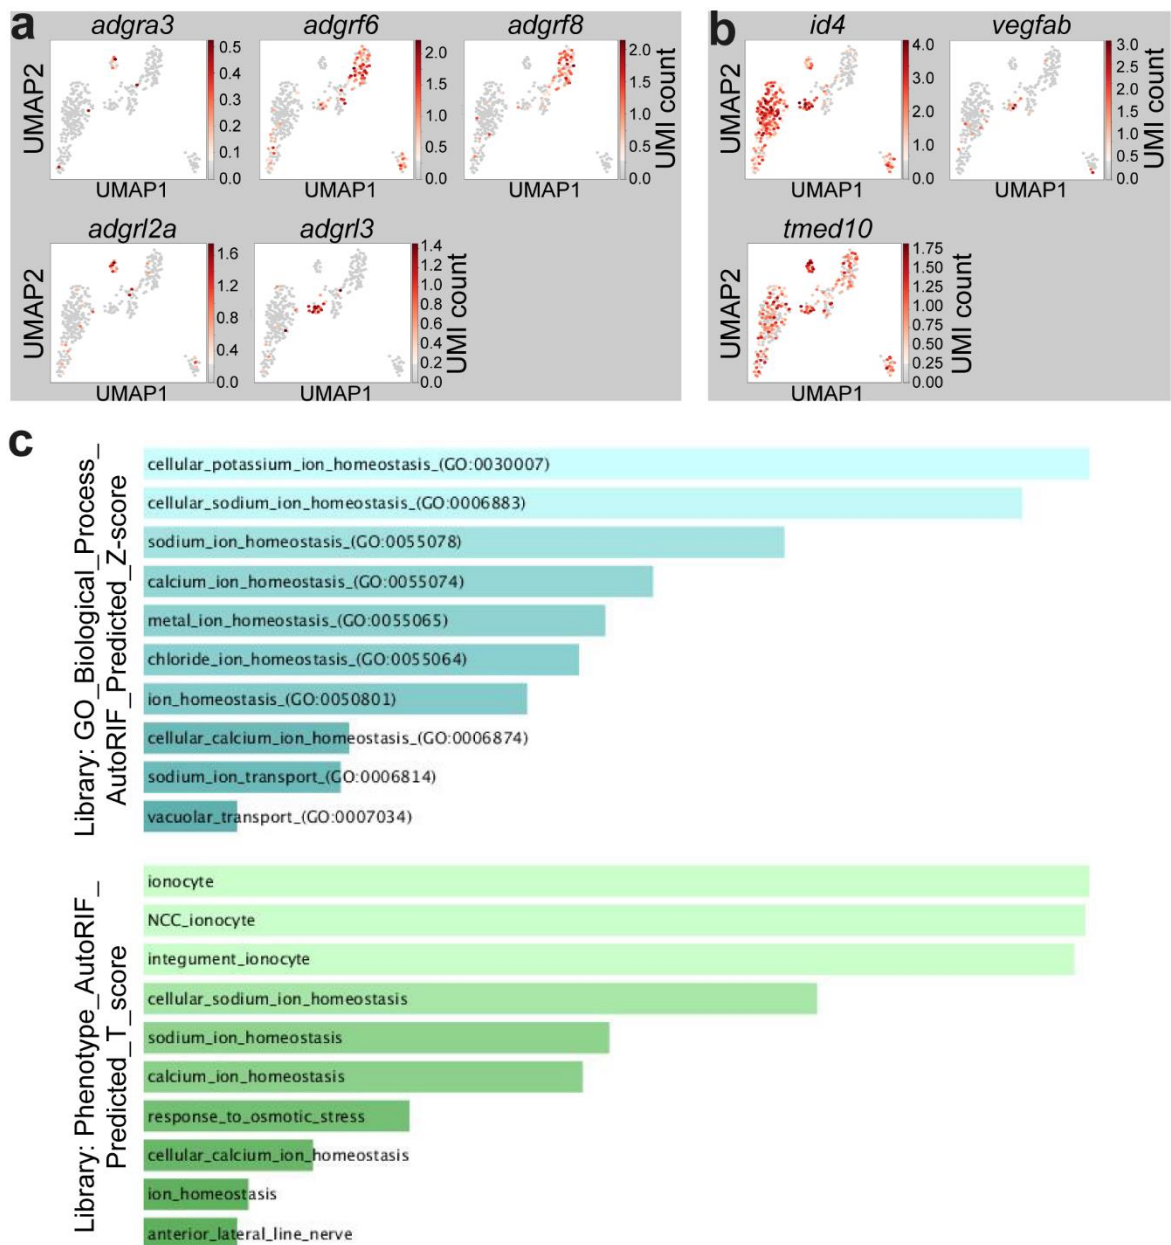 a
adgra3
adgrf6
adgrf8
UMAP2
0.5
0.4
0.3
0.2
0.1
0.0
2.0
1.5
1.0
0.5
0.0
2.0
1.5
1.0
0.5
0.0
UMI count
UMAP1
UMAP1
UMAP1
adgrl2a
adgrl3
UMAP2
1.6
1.2
0.8
0.4
0.0
1.4
1.2
1.0
0.8
0.6
0.4
0.2
0.0
UMI count
UMAP1
UMAP1
b
id4
vegfab
UMAP2
4.0
3.0
2.0
1.0
0.0
3.0
2.5
2.0
1.5
1.0
0.5
0.0
UMI count
UMAP1
UMAP1
tmed10
UMAP2
1.75
1.50
1.25
1.00
0.75
0.50
0.25
0.00
UMI count
UMAP1
c
Library: GO_Biological_Process_
AutoRIF_Predicted_Z-score
cellular_potassium_ion_homeostasis_(GO:0030007)
cellular_sodium_ion_homeostasis_(GO:0006883)
sodium_ion_homeostasis_(GO:0055078)
calcium_ion_homeostasis_(GO:0055074)
metal_ion_homeostasis_(GO:0055065)
chloride_ion_homeostasis_(GO:0055064)
ion_homeostasis_(GO:0050801)
cellular_calcium_ion_homeostasis_(GO:0006874)
sodium_ion_transport_(GO:0006814)
vacuolar_transport_(GO:0007034)
Library: Phenotype_AutoRIF_
Predicted_T_score
ionocyte
NCC_ionocyte
integument_ionocyte
cellular_sodium_ion_homeostasis
sodium_ion_homeostasis
calcium_ion_homeostasis
response_to_osmotic_stress
cellular_calcium_ion_homeostasis
ion_homeostasis
anterior_lateral_line_nerve